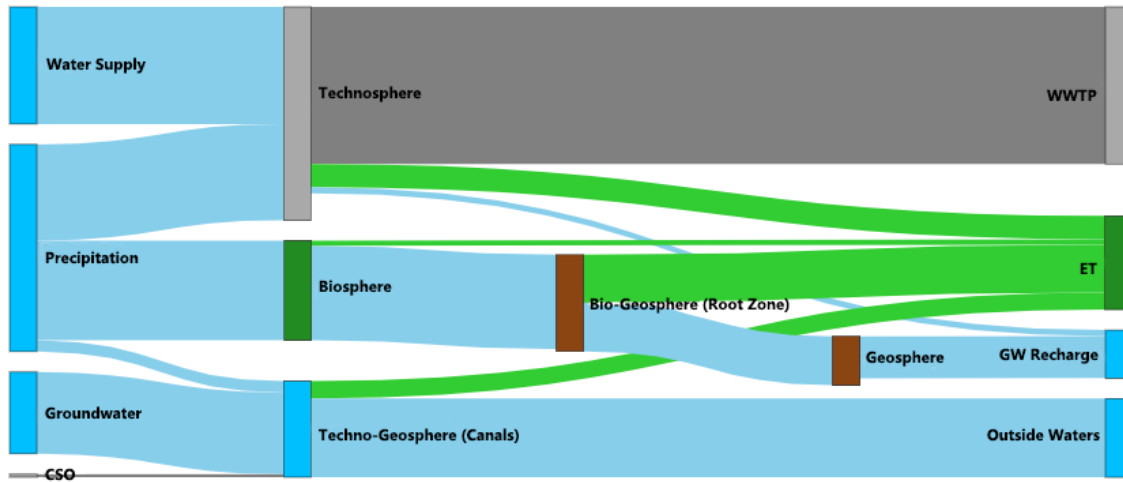 Water Supply
Technosphere
WWTP
Precipitation
Biosphere
Bio-Geosphere (Root Zone)
ET
Geosphere
GW Recharge
Groundwater
Techno-Geosphere (Canals)
Outside Waters
CSO